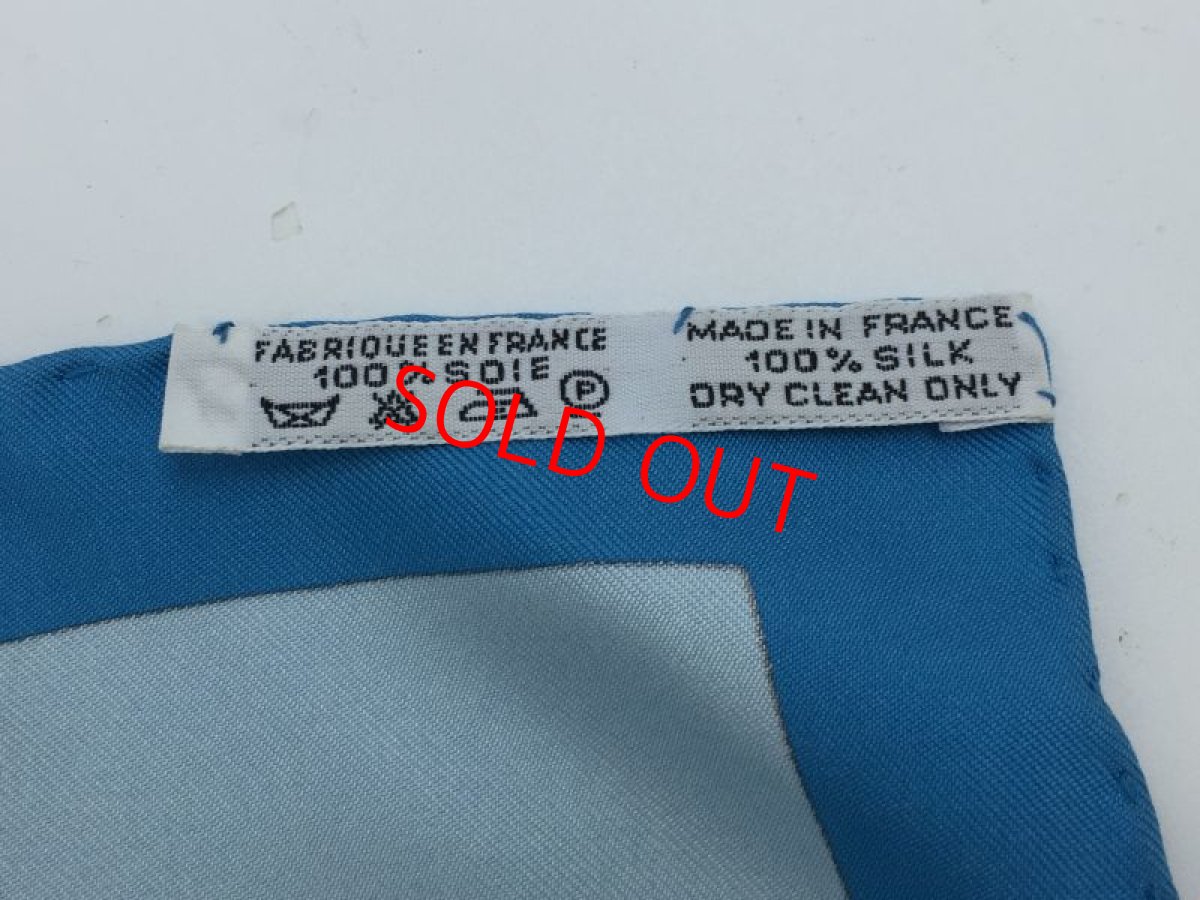 FABRIQUE EN FRANCE
100% SOIE
P
MADE IN FRANCE
100% SILK
DRY CLEAN ONLY
SOLD OUT